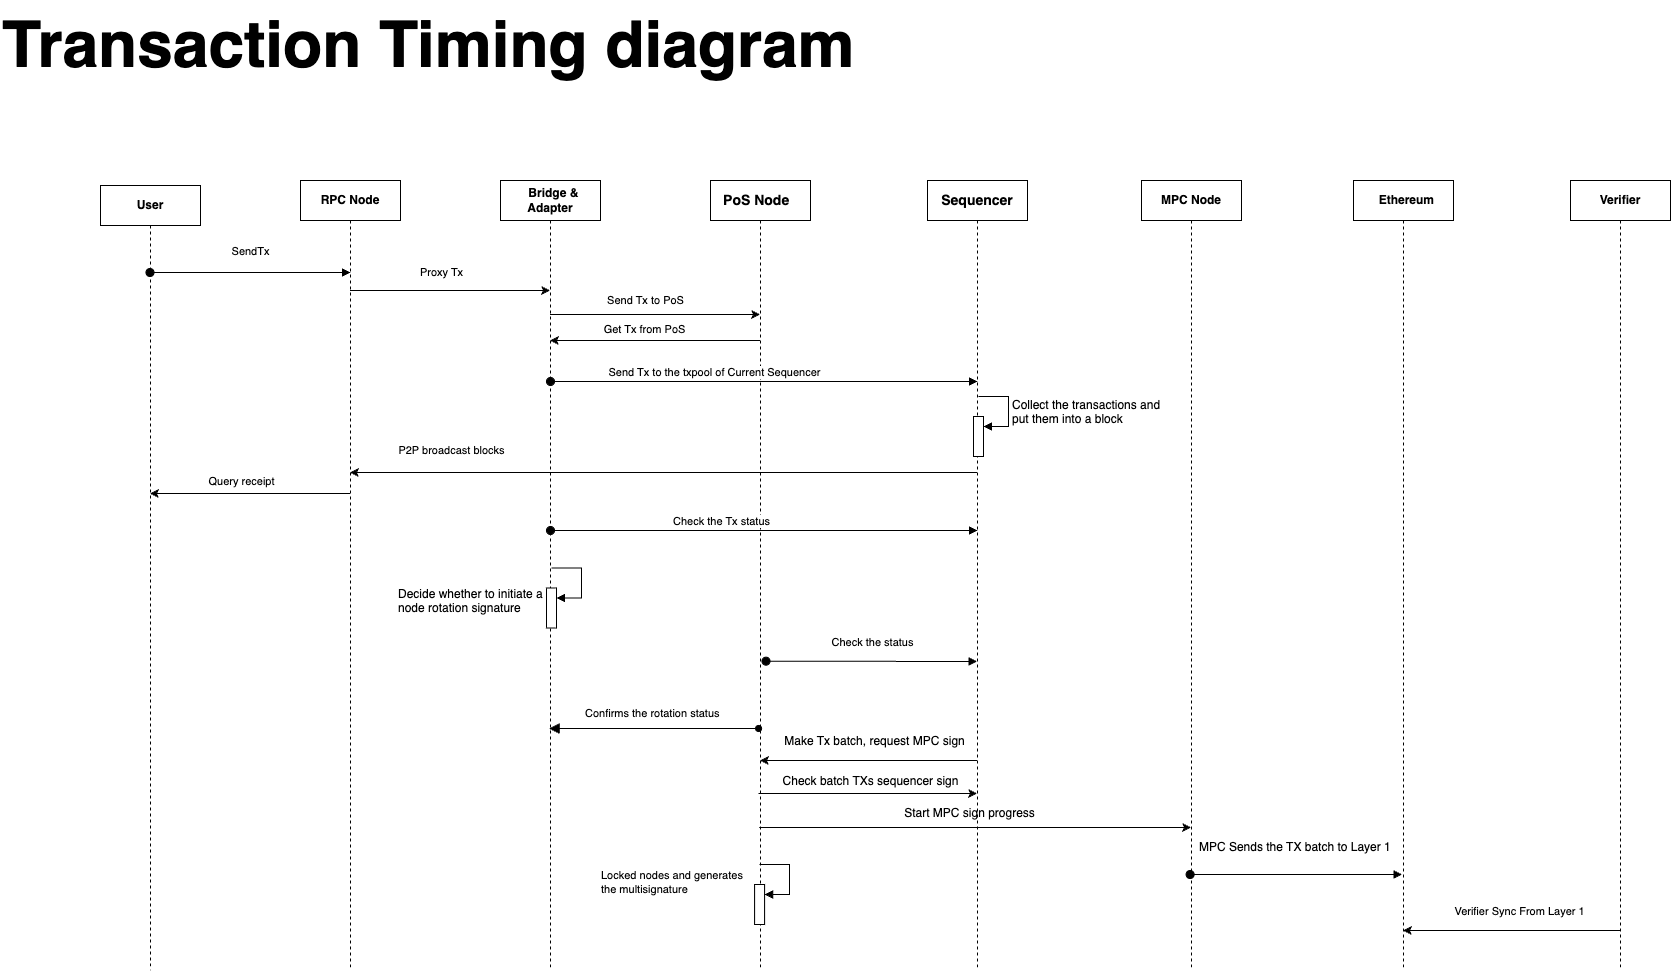 Transaction Timing diagram
User
RPC Node
Bridge &
Adapter
PoS Node
Sequencer
MPC Node
Ethereum
Verifier
SendTx
Proxy Tx
Send Tx to PoS
Get Tx from PoS
Send Tx to the txpool of Current Sequencer
Collect the transactions and
put them into a block
P2P broadcast blocks
Query receipt
Check the Tx status
Decide whether to initiate a
node rotation signature
Check the status
Confirms the rotation status
Make Tx batch, request MPC sign
Check batch TXs sequencer sign
Start MPC sign progress
MPC Sends the TX batch to Layer 1
Locked nodes and generates
the multisignature
Verifier Sync From Layer 1